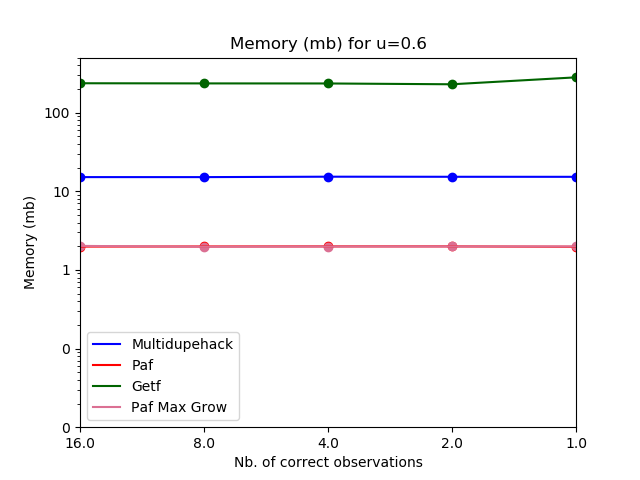 Memory (mb) for u=0.6
Memory (mb)
100
10
1
0
0
Multidupehack
Paf
Getf
Paf Max Grow
16.0 8.0 4.0 2.0 1.0
Nb. of correct observations